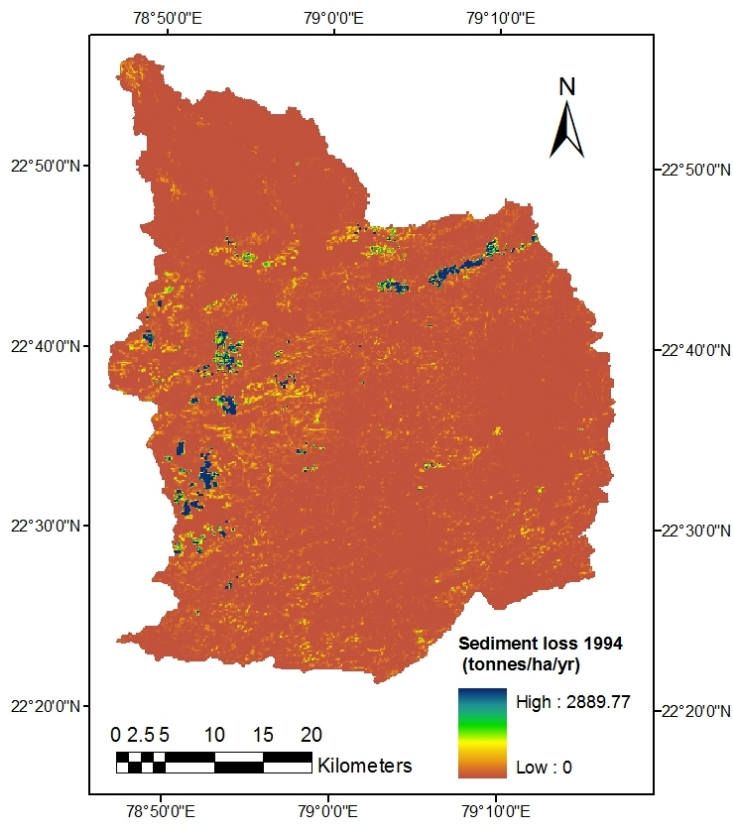 78°50'0"E 79°0'0"E 79°10'0"E
N
22°50'0"N 22°50'0"N
22°40'0"N 22°40'0"N
22°30'0"N 22°30'0"N
22°20'0"N 22°20'0"N
Sediment loss 1994
(tonnes/ha/yr)
High : 2889.77
Low : 0
0 2.5 5 10 15 20
Kilometers
78°50'0"E 79°0'0"E 79°10'0"E